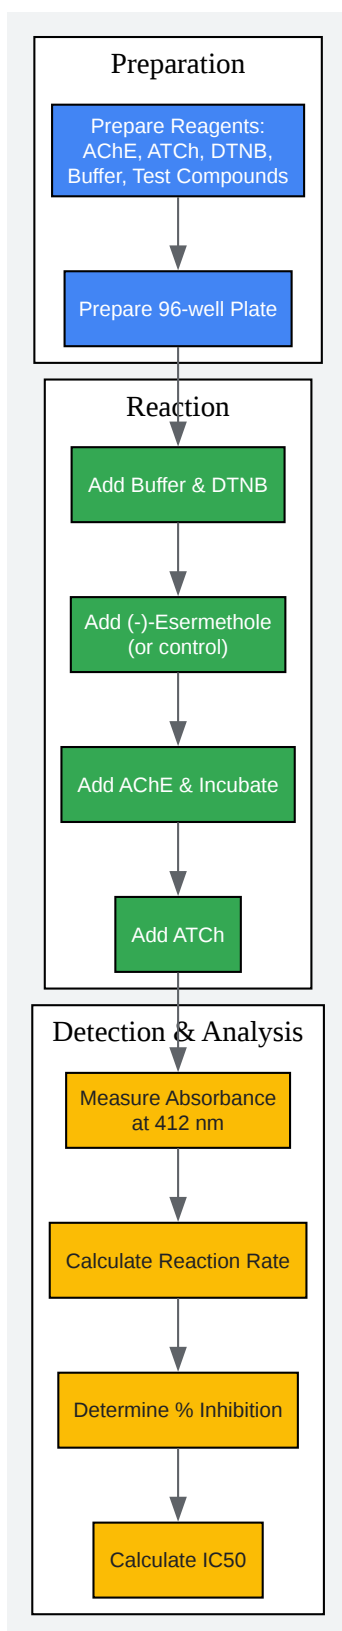 Preparation
Prepare Reagents:
AChE, ATCh, DTNB,
Buffer, Test Compounds
Prepare 96-well Plate
Reaction
Add Buffer & DTNB
Add (-)-Esermethole
(or control)
Add AChE & Incubate
Add ATCh
Detection & Analysis
Measure Absorbance
at 412 nm
Calculate Reaction Rate
Determine % Inhibition
Calculate IC50